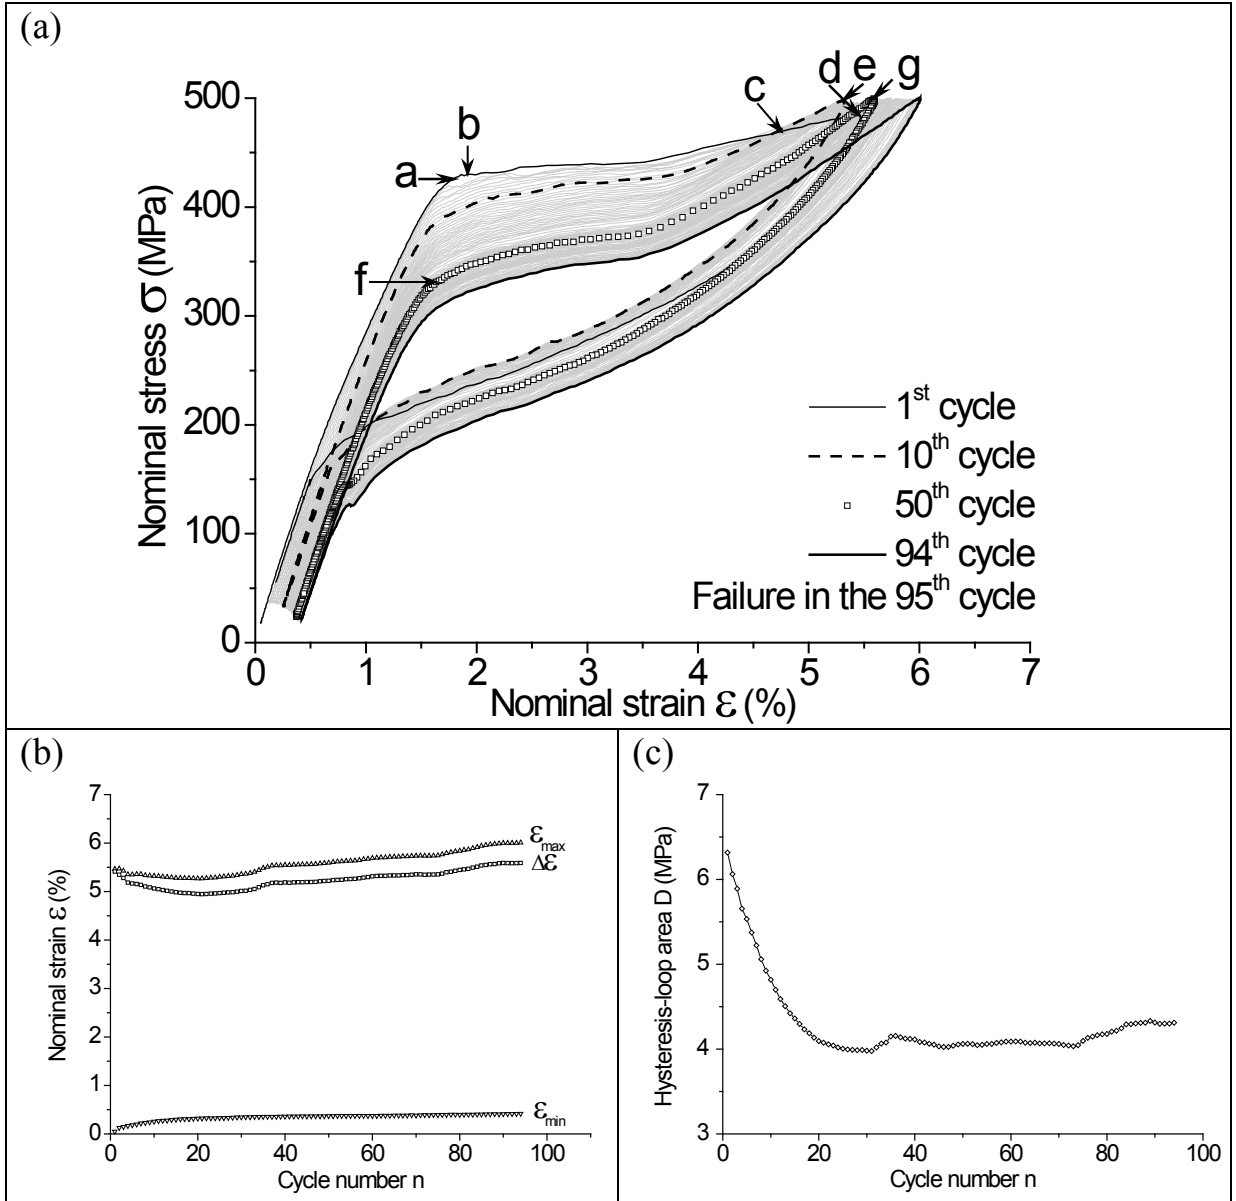 (a)
a
b
c
d
e
g
f
500
400
300
200
100
0
Nominal stress σ (MPa)
0 1 2 3 4 5 6 7
Nominal strain ε (%)
1st cycle
10th cycle
50th cycle
94th cycle
Failure in the 95th cycle
(b)
7
6
5
4
3
2
1
0
Nominal strain ε (%)
εmax
Δε
εmin
0 20 40 60 80 100
Cycle number n
(c)
7
6
5
4
3
Hysteresis-loop area D (MPa)
0 20 40 60 80 100
Cycle number n